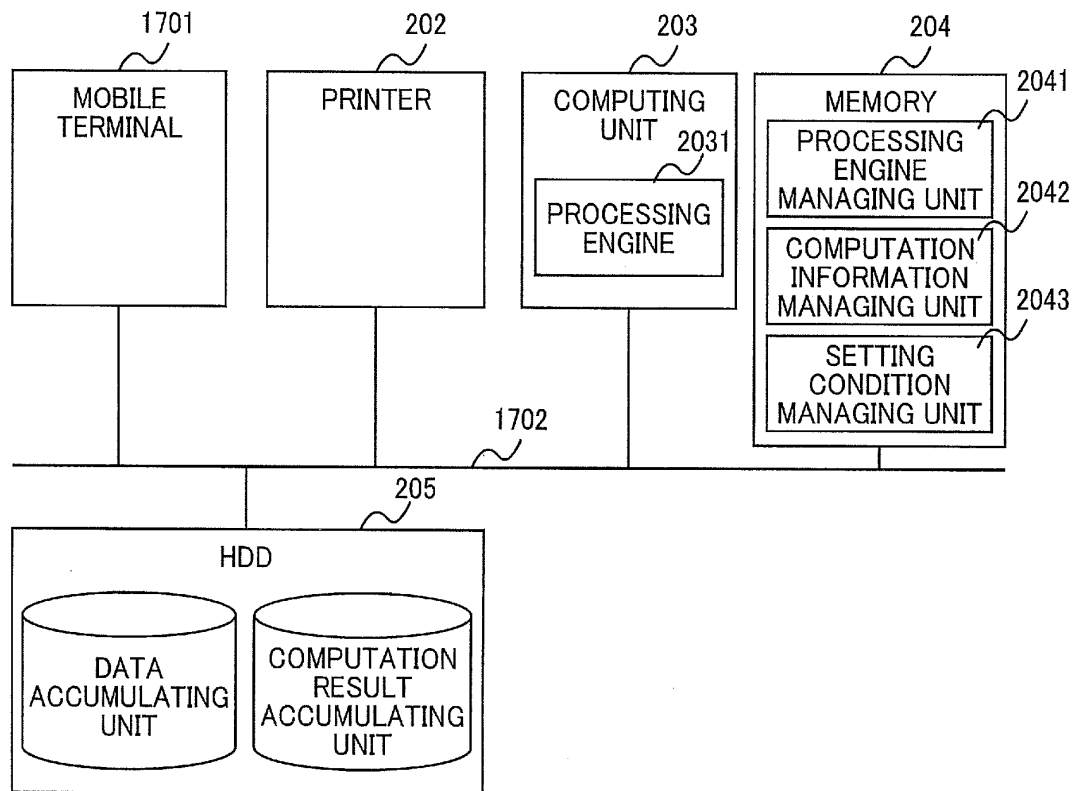 1701
202
203
204
MOBILE
TERMINAL
PRINTER
COMPUTING
UNIT
2031
PROCESSING
ENGINE
MEMORY
2041
PROCESSING
ENGINE
MANAGING UNIT
2042
COMPUTATION
INFORMATION
MANAGING UNIT
2043
SETTING
CONDITION
MANAGING UNIT
1702
205
HDD
DATA
ACCUMULATING
UNIT
COMPUTATION
RESULT
ACCUMULATING
UNIT